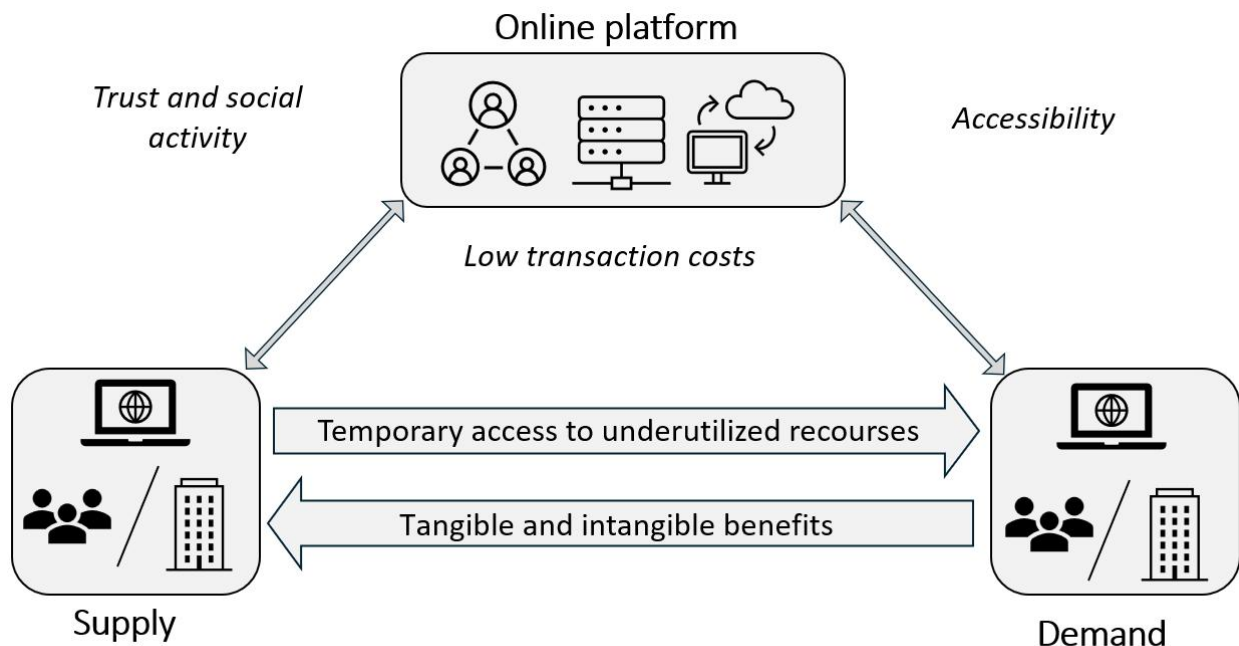 Online platform
Trust and social
activity
Accessibility
Low transaction costs
Temporary access to underutilized recourses
Tangible and intangible benefits
Supply
Demand